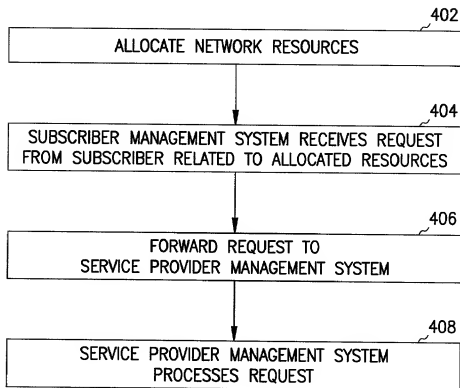 402
ALLOCATE NETWORK RESOURCES
404
SUBSCRIBER MANAGEMENT SYSTEM RECEIVES REQUEST
FROM SUBSCRIBER RELATED TO ALLOCATED RESOURCES
406
FORWARD REQUEST TO
SERVICE PROVIDER MANAGEMENT SYSTEM
408
SERVICE PROVIDER MANAGEMENT SYSTEM
PROCESSES REQUEST